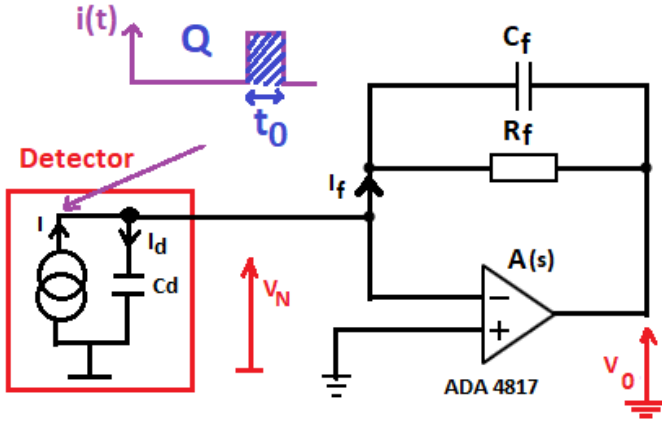 i(t)
Q
t0
Detector
I
Id
Cd
VN
If
Cf
Rf
A(s)
−
+
ADA 4817
V0